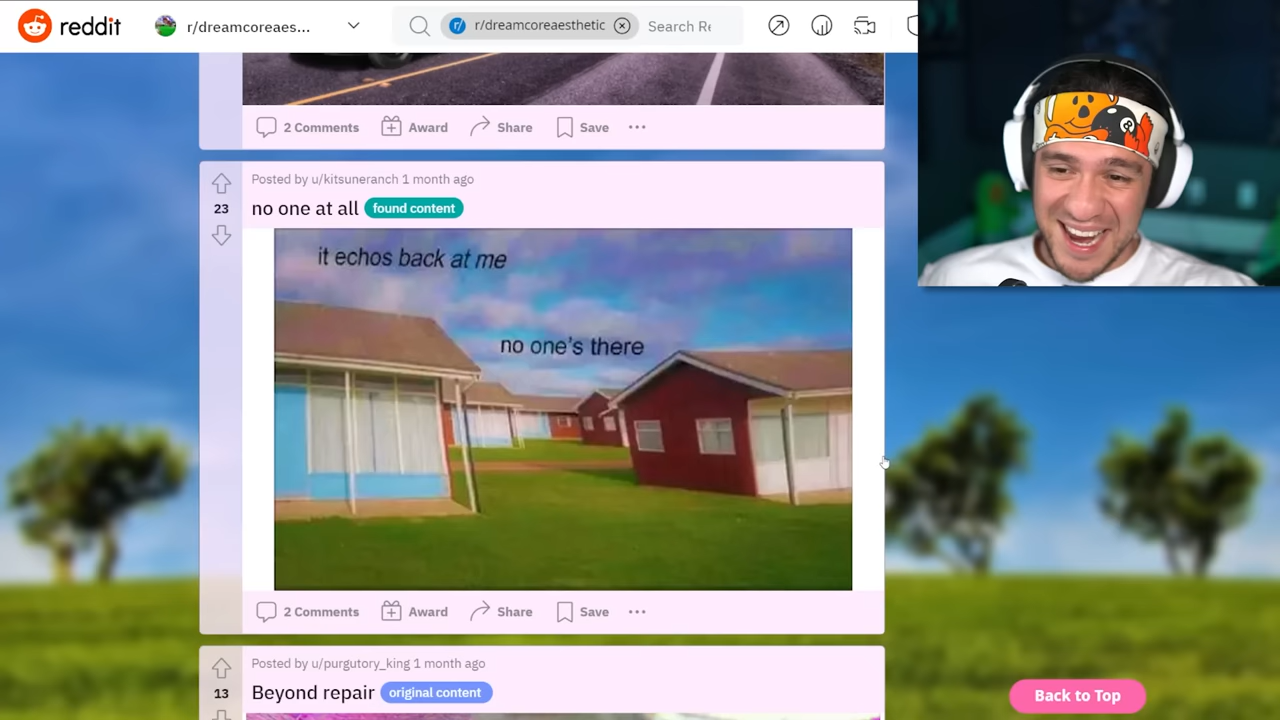 reddit
r/dreamcoreaes...
r/dreamcoreaesthetic
Search Re
2 Comments
Award
Share
Save
Posted by u/kitsuneranch 1 month ago
23
no one at all
found content
it echos back at me
no one's there
2 Comments
Award
Share
Save
Posted by u/purgutory_king 1 month ago
13
Beyond repair
original content
Back to Top
8